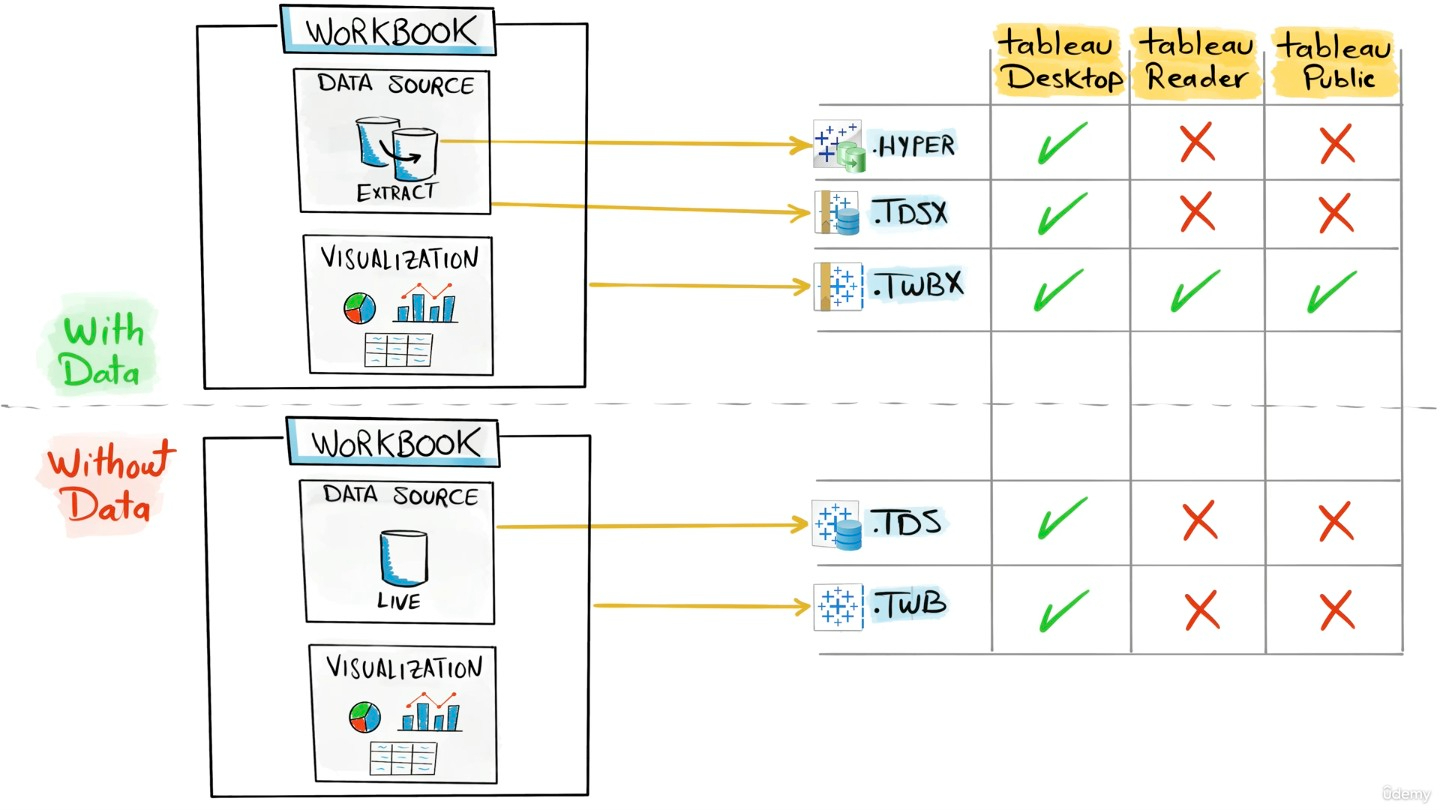 WORKBOOK
DATA SOURCE
EXTRACT
VISUALIZATION
With
Data
tableau
Desktop
tableau
Reader
tableau
Public
.HYPER
.TDSX
.TWBX
Without
Data
WORKBOOK
DATA SOURCE
LIVE
VISUALIZATION
.TDS
.TWB
ûdemy